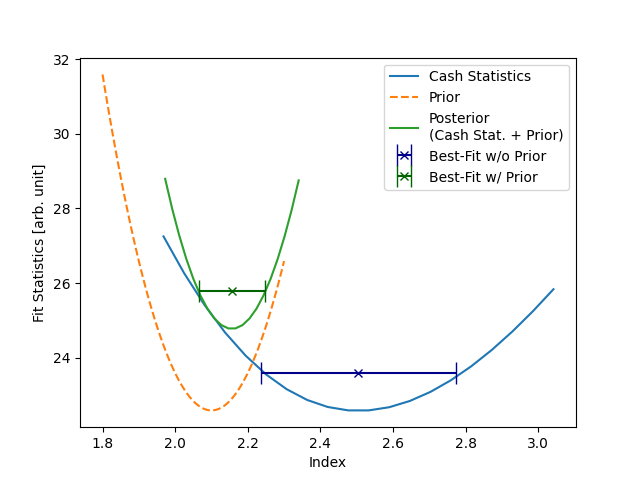 32
30
28
26
24
Fit Statistics [arb. unit]
1.8 2.0 2.2 2.4 2.6 2.8 3.0
Index
Cash Statistics
Prior
Posterior
(Cash Stat. + Prior)
Best-Fit w/o Prior
Best-Fit w/ Prior